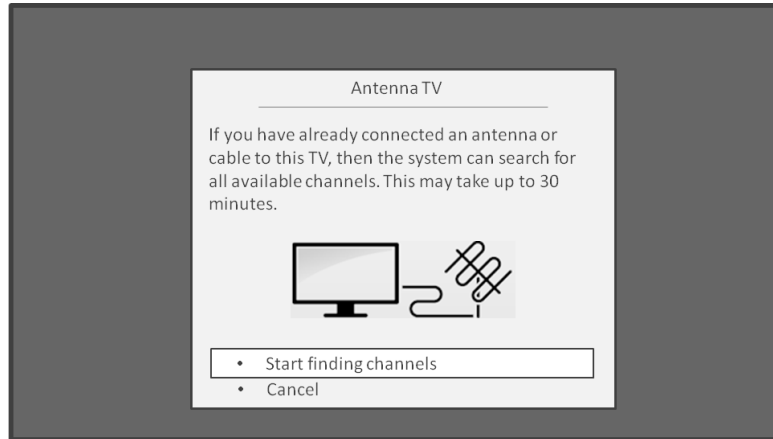 Antenna TV
If you have already connected an antenna or
cable to this TV, then the system can search for
all available channels. This may take up to 30
minutes.
• Start finding channels
• Cancel